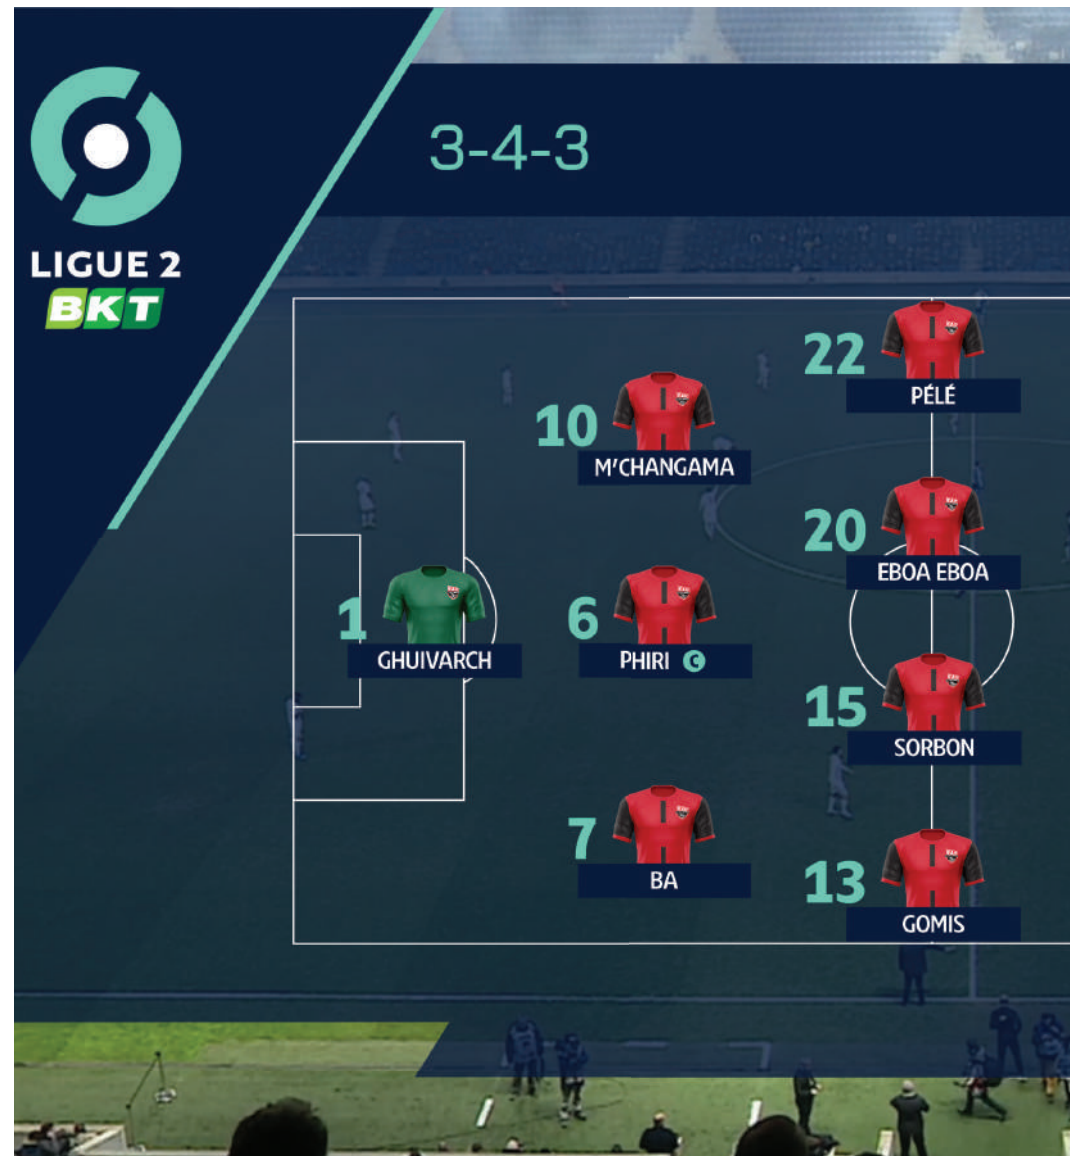 3-4-3
LIGUE 2
BKT
22
PÉLÉ
10
M'CHANGAMA
20
EBOA EBOA
1
GHUIVARCH
6
PHIRI C
15
SORBON
7
BA
13
GOMIS